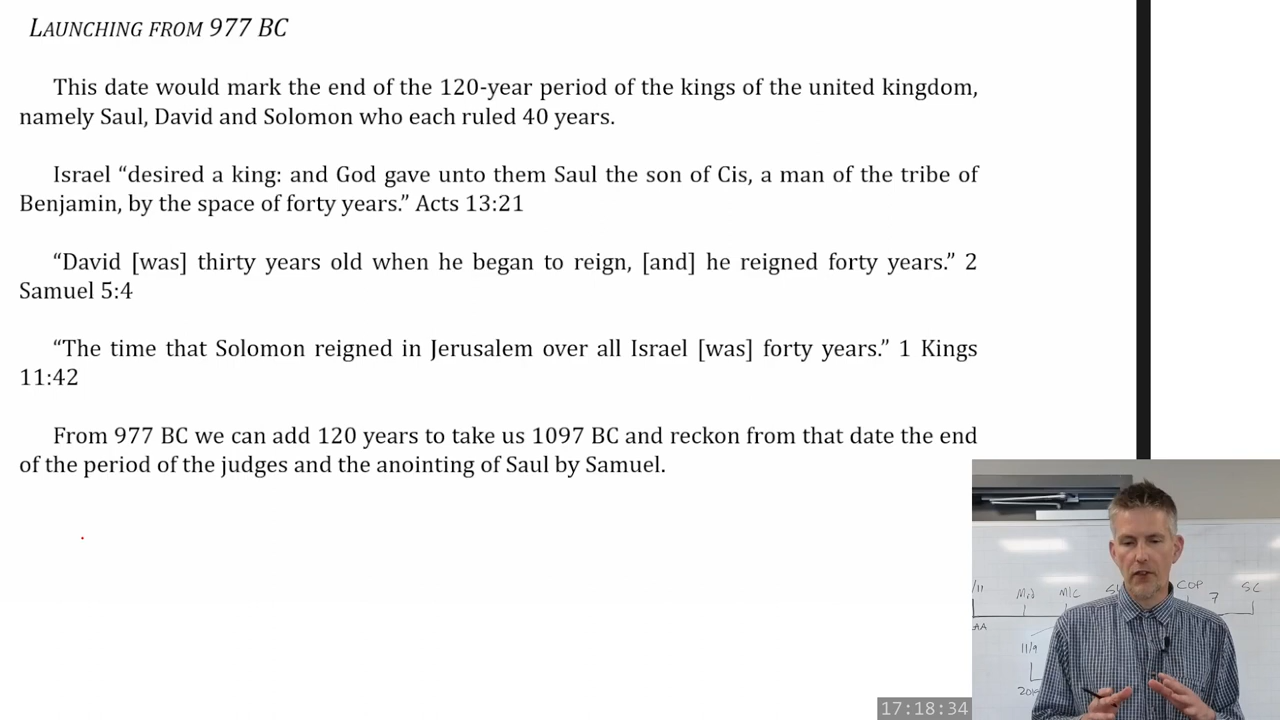 LAUNCHING FROM 977 BC
This date would mark the end of the 120-year period of the kings of the united kingdom,
namely Saul, David and Solomon who each ruled 40 years.
Israel “desired a king: and God gave unto them Saul the son of Cis, a man of the tribe of
Benjamin, by the space of forty years.” Acts 13:21
“David [was] thirty years old when he began to reign, [and] he reigned forty years.” 2
Samuel 5:4
“The time that Solomon reigned in Jerusalem over all Israel [was] forty years.” 1 Kings
11:42
From 977 BC we can add 120 years to take us 1097 BC and reckon from that date the end
of the period of the judges and the anointing of Saul by Samuel.
COP
7
SC
11/9
17:18:34